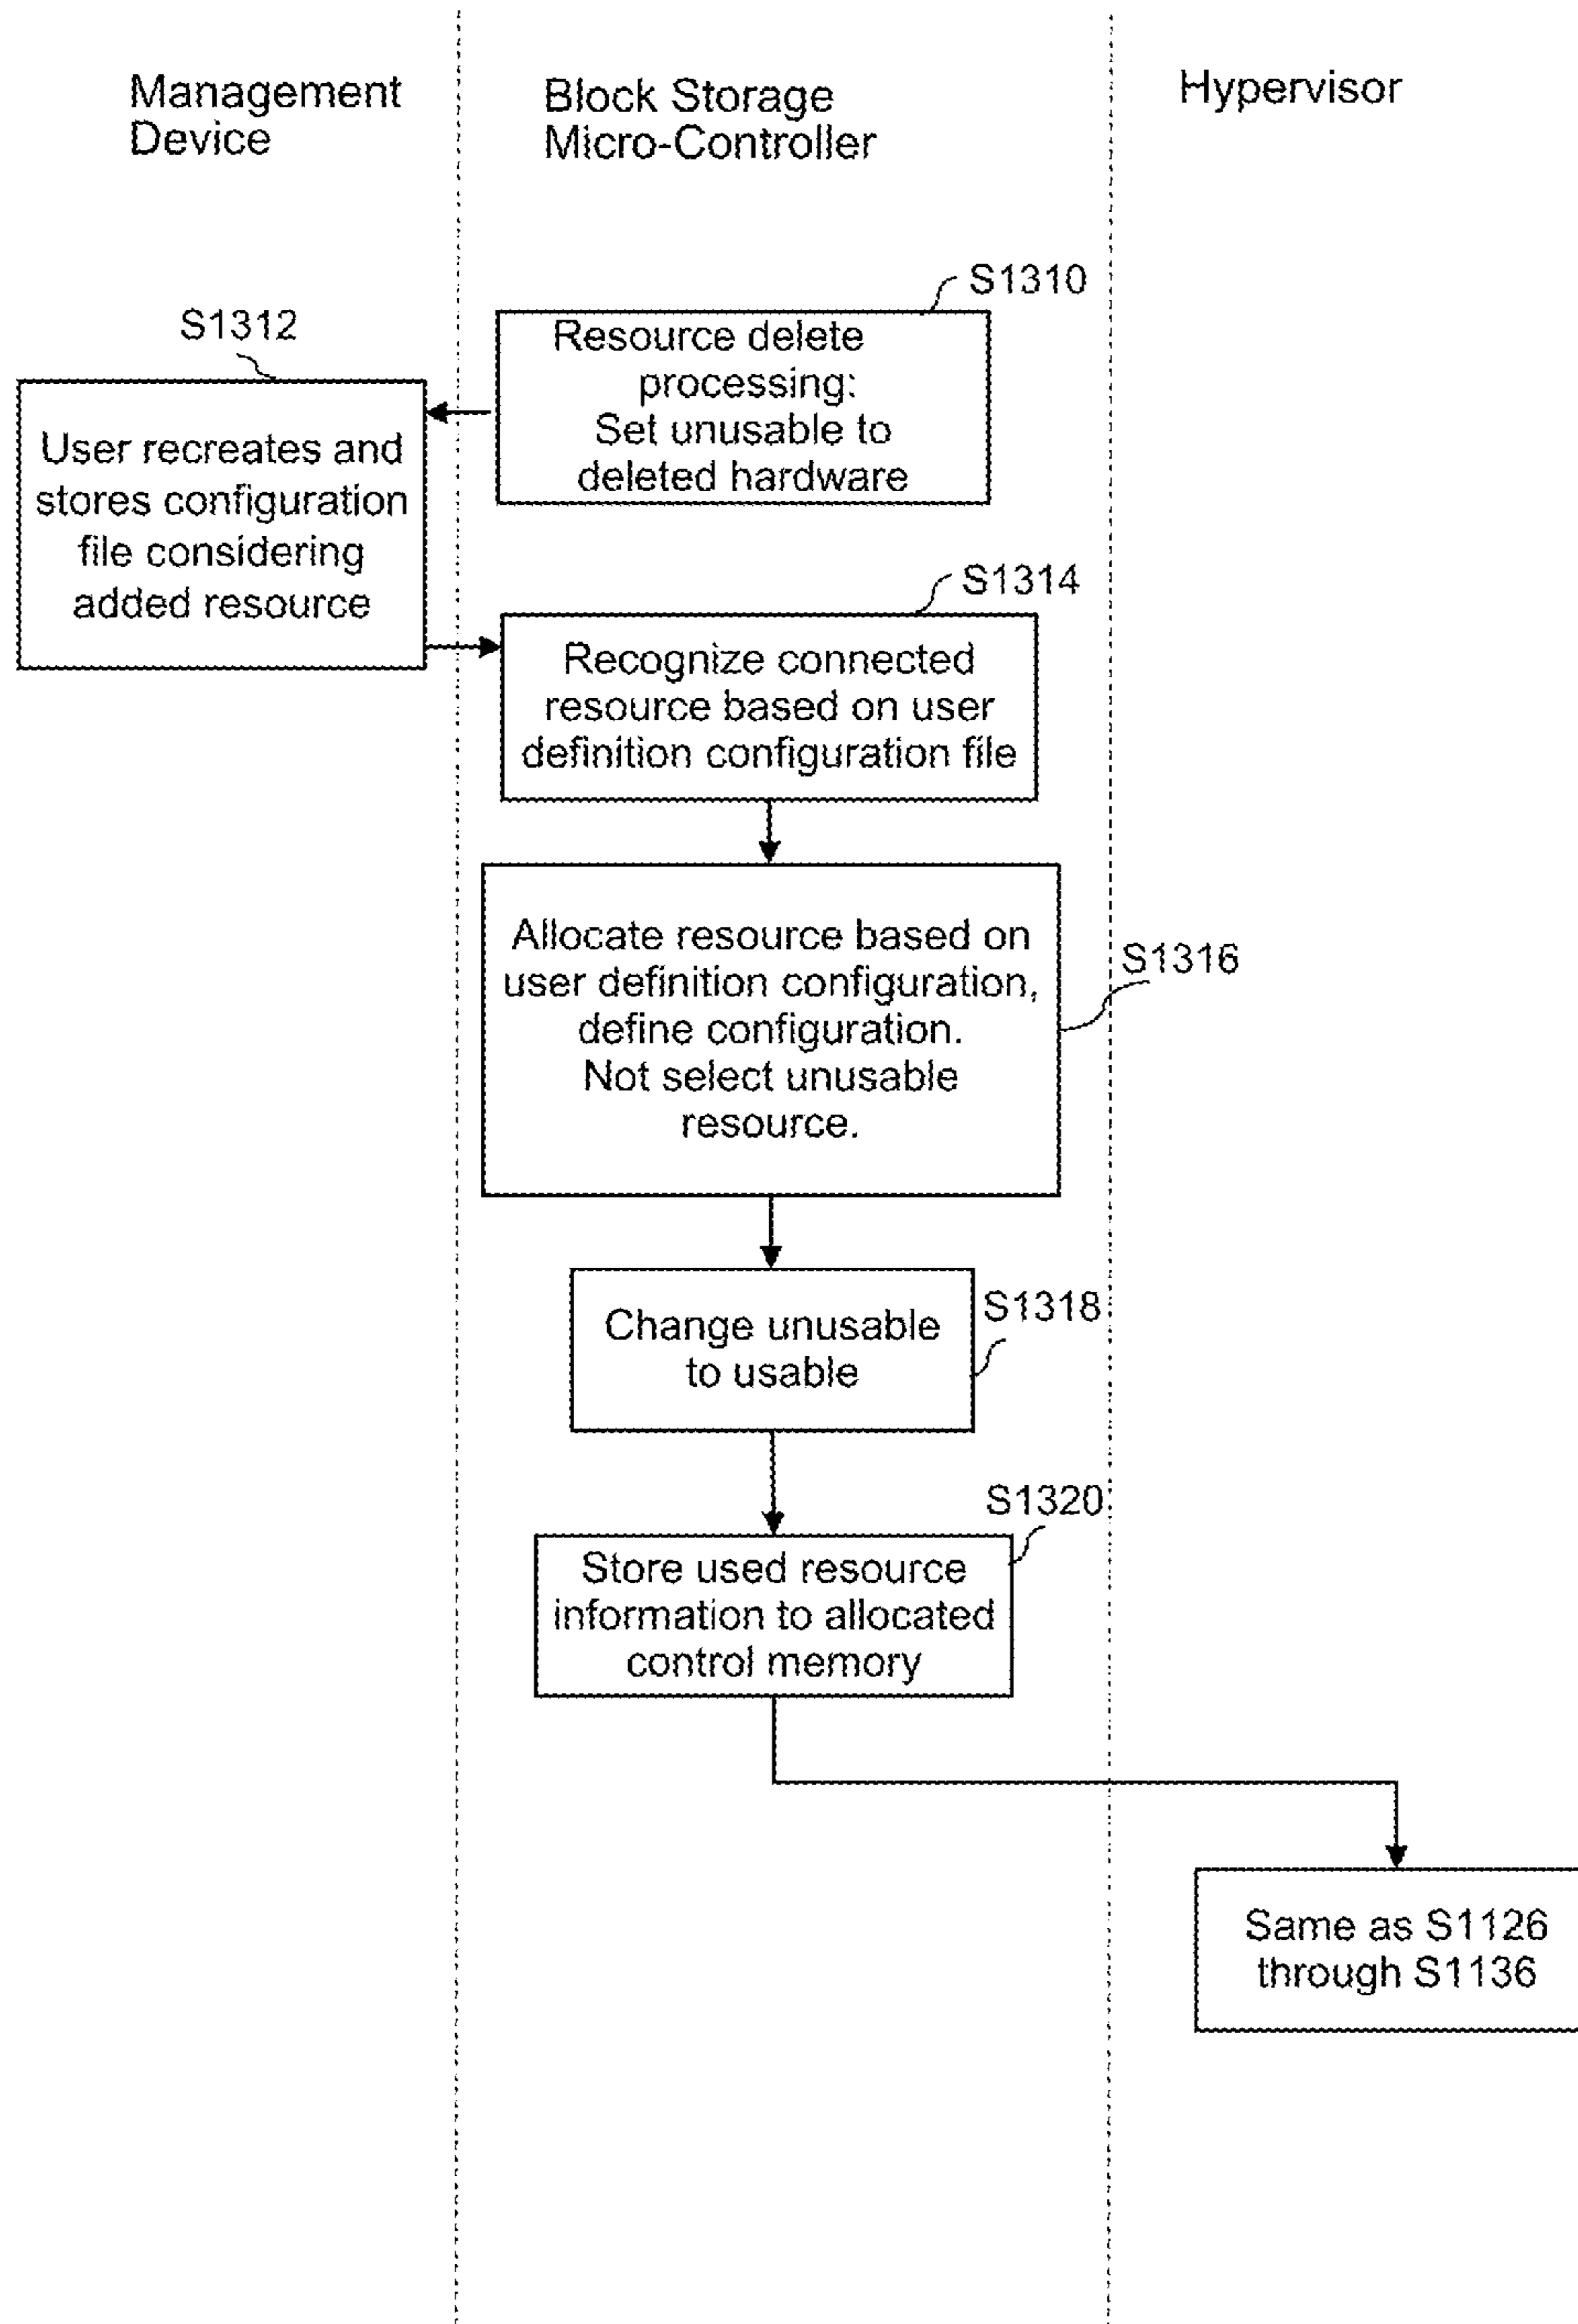 Management
Device
Block Storage
Micro-Controller
Hypervisor
S1310
Resource delete
processing:
Set unusable to
deleted hardware
S1312
User recreates and
stores configuration
file considering
added resource
S1314
Recognize connected
resource based on user
definition configuration file
S1316
Allocate resource based on
user definition configuration,
define configuration.
Not select unusable
resource.
S1318
Change unusable
to usable
S1320
Store used resource
information to allocated
control memory
Same as S1126
through S1136